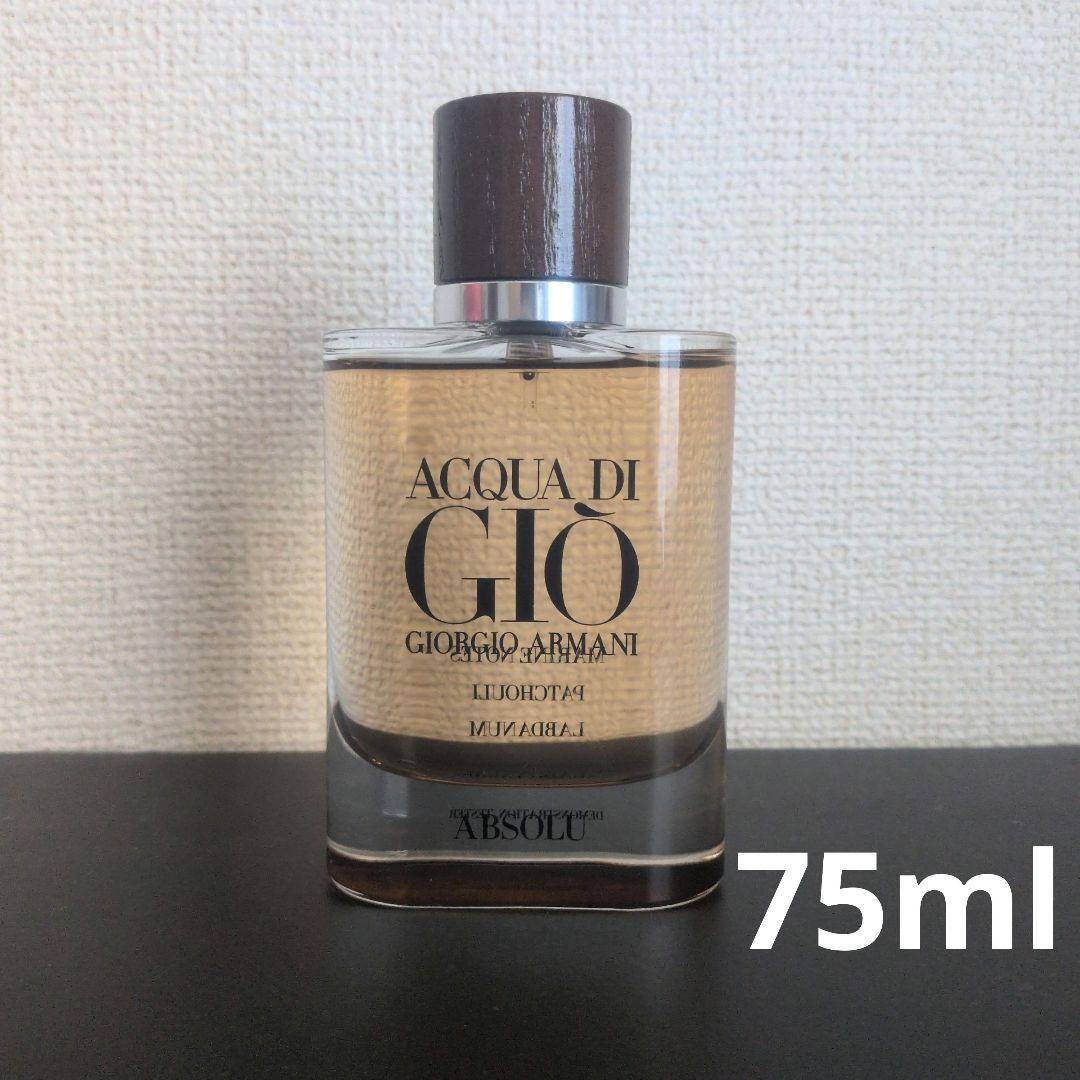 ACQUA DI
GIÒ
GIORGIO ARMANI
MARINE NOTES
PATCHOULI
LABDANUM
DEMONSTRATION TESTER
ABSOLU
75ml